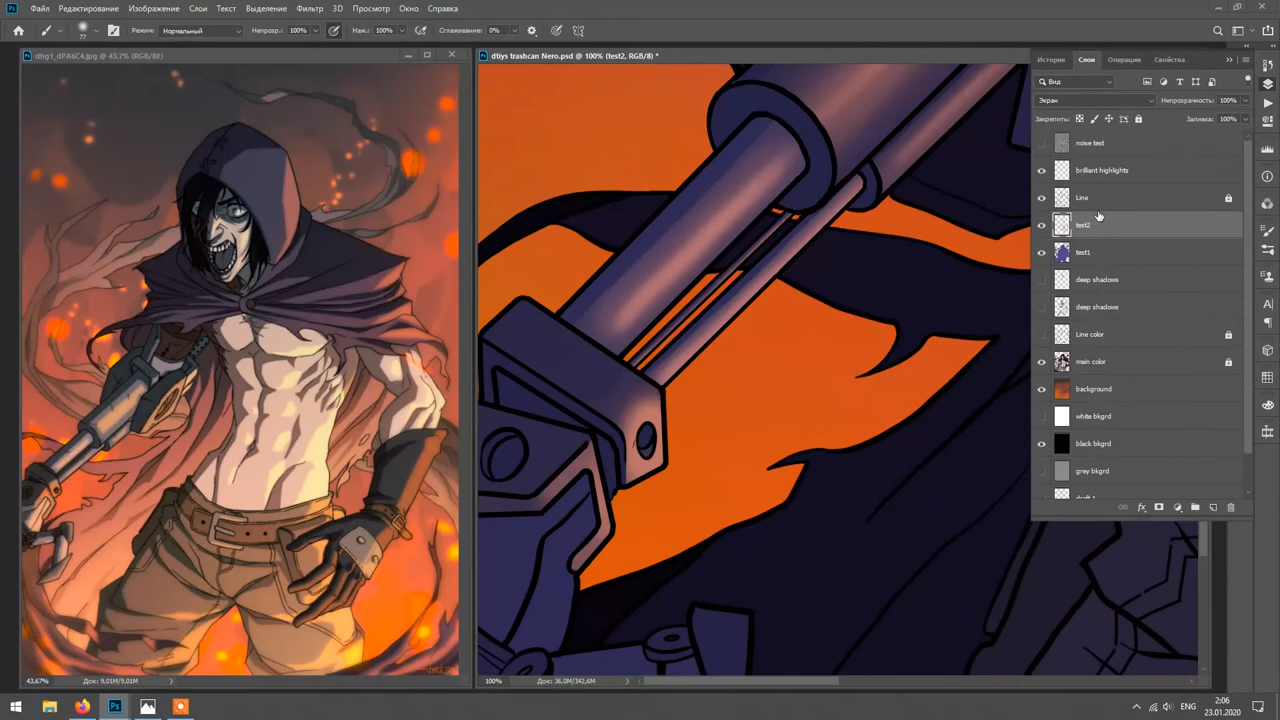 Файл Редактирование Изображение Слои Текст Выделение Фильтр 3D Просмотр Окно Справка
77 Режим: Нормальный Непрозр.: 100% Наж.: 100% Сглаживание: 0%
dhg1_dPA6C4.jpg @ 43,7% (RGB/8#)
dtiys trashcan Nero.psd @ 100% (test2, RGB/8) *
История Слои Операции Свойства
Вид
Экран Непрозрачность: 100%
Закрепить: Заливка: 100%
noise test
brilliant highlights
Line
test2
test1
deep shadows
deep shadows
Line color
main color
background
white bkgrd
black bkgrd
grey bkgrd
draft 1
43,67% Док: 9,01M/9,01M
100% Док: 36,0M/342,6M
ENG 2:06
23.01.2020